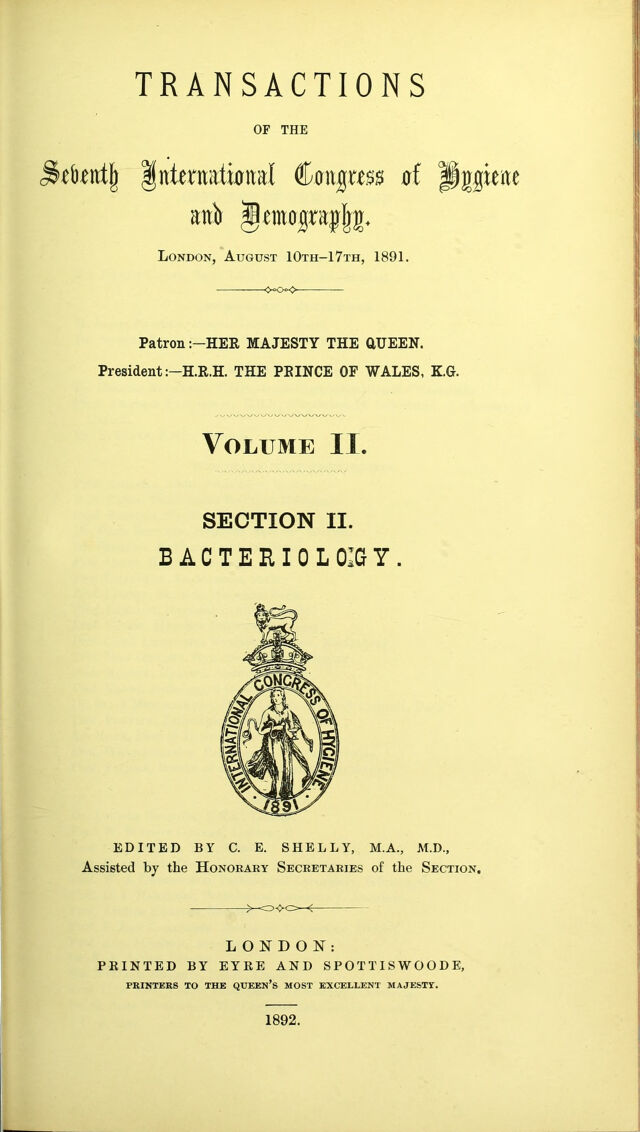 TRANSACTIONS
OF THE
Seventh International Congress of Hygiene
and Demography.
LONDON, AUGUST 10TH–17TH, 1891.
Patron:—HER MAJESTY THE QUEEN.
President:—H.R.H. THE PRINCE OF WALES, K.G.
VOLUME II.
SECTION II.
BACTERIOLOGY.
INTERNATIONAL CONGRESS OF HYGIENE
· 1891 ·
EDITED BY C. E. SHELLY, M.A., M.D.,
Assisted by the HONORARY SECRETARIES of the SECTION.
LONDON:
PRINTED BY EYRE AND SPOTTISWOODE,
PRINTERS TO THE QUEEN'S MOST EXCELLENT MAJESTY.
1892.